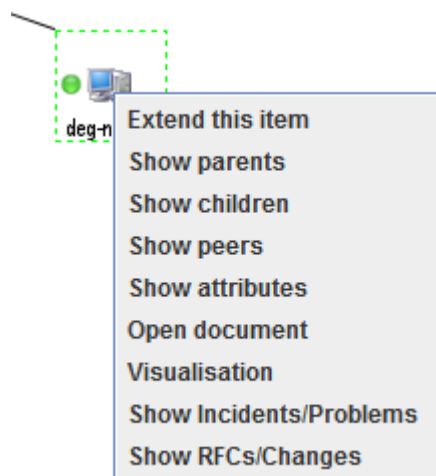 deg-n
Extend this item
Show parents
Show children
Show peers
Show attributes
Open document
Visualisation
Show Incidents/Problems
Show RFCs/Changes